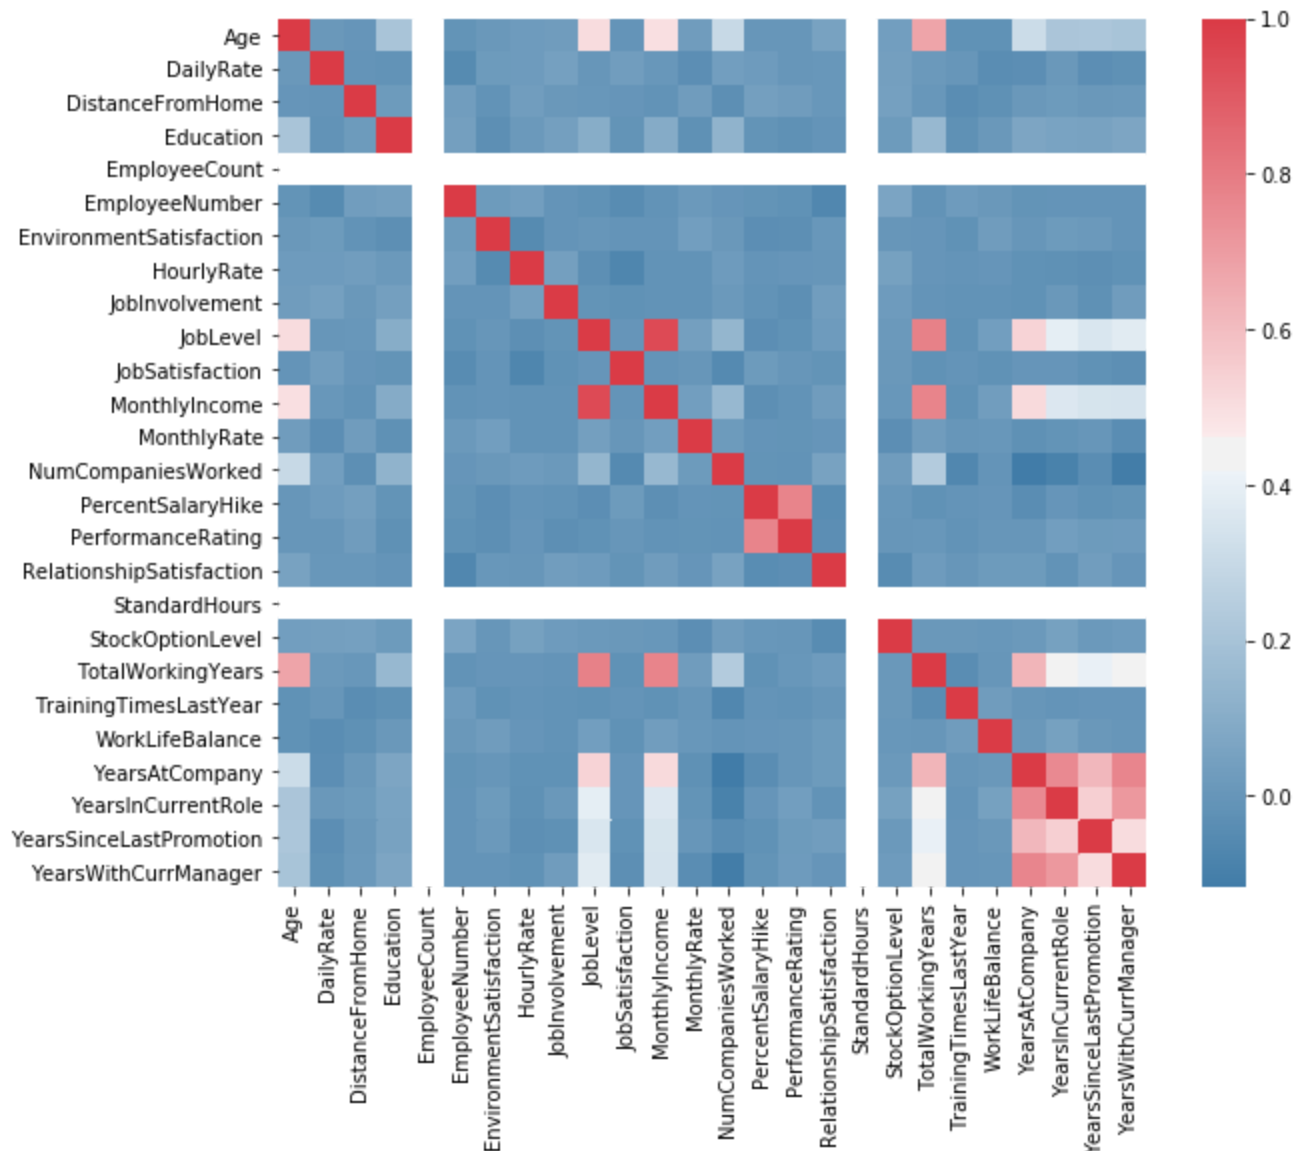 Age
DailyRate
DistanceFromHome
Education
EmployeeCount
EmployeeNumber
EnvironmentSatisfaction
HourlyRate
JobInvolvement
JobLevel
JobSatisfaction
MonthlyIncome
MonthlyRate
NumCompaniesWorked
PercentSalaryHike
PerformanceRating
RelationshipSatisfaction
StandardHours
StockOptionLevel
TotalWorkingYears
TrainingTimesLastYear
WorkLifeBalance
YearsAtCompany
YearsInCurrentRole
YearsSinceLastPromotion
YearsWithCurrManager
Age
DailyRate
DistanceFromHome
Education
EmployeeCount
EmployeeNumber
EnvironmentSatisfaction
HourlyRate
JobInvolvement
JobLevel
JobSatisfaction
MonthlyIncome
MonthlyRate
NumCompaniesWorked
PercentSalaryHike
PerformanceRating
RelationshipSatisfaction
StandardHours
StockOptionLevel
TotalWorkingYears
TrainingTimesLastYear
WorkLifeBalance
YearsAtCompany
YearsInCurrentRole
YearsSinceLastPromotion
YearsWithCurrManager
1.0
0.8
0.6
0.4
0.2
0.0